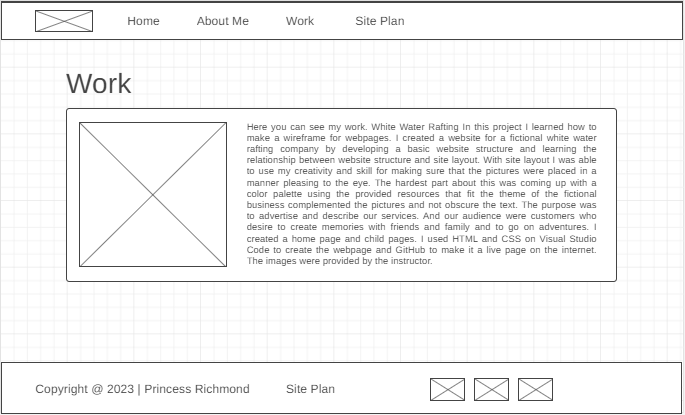 Home About Me Work Site Plan
Work
Here you can see my work. White Water Rafting In this project I learned how to
make a wireframe for webpages. I created a website for a fictional white water
rafting company by developing a basic website structure and learning the
relationship between website structure and site layout. With site layout I was able
to use my creativity and skill for making sure that the pictures were placed in a
manner pleasing to the eye. The hardest part about this was coming up with a
color palette using the provided resources that fit the theme of the fictional
business complemented the pictures and not obscure the text. The purpose was
to advertise and describe our services. And our audience were customers who
desire to create memories with friends and family and to go on adventures. I
created a home page and child pages. I used HTML and CSS on Visual Studio
Code to create the webpage and GitHub to make it a live page on the internet.
The images were provided by the instructor.
Copyright @ 2023 | Princess Richmond Site Plan